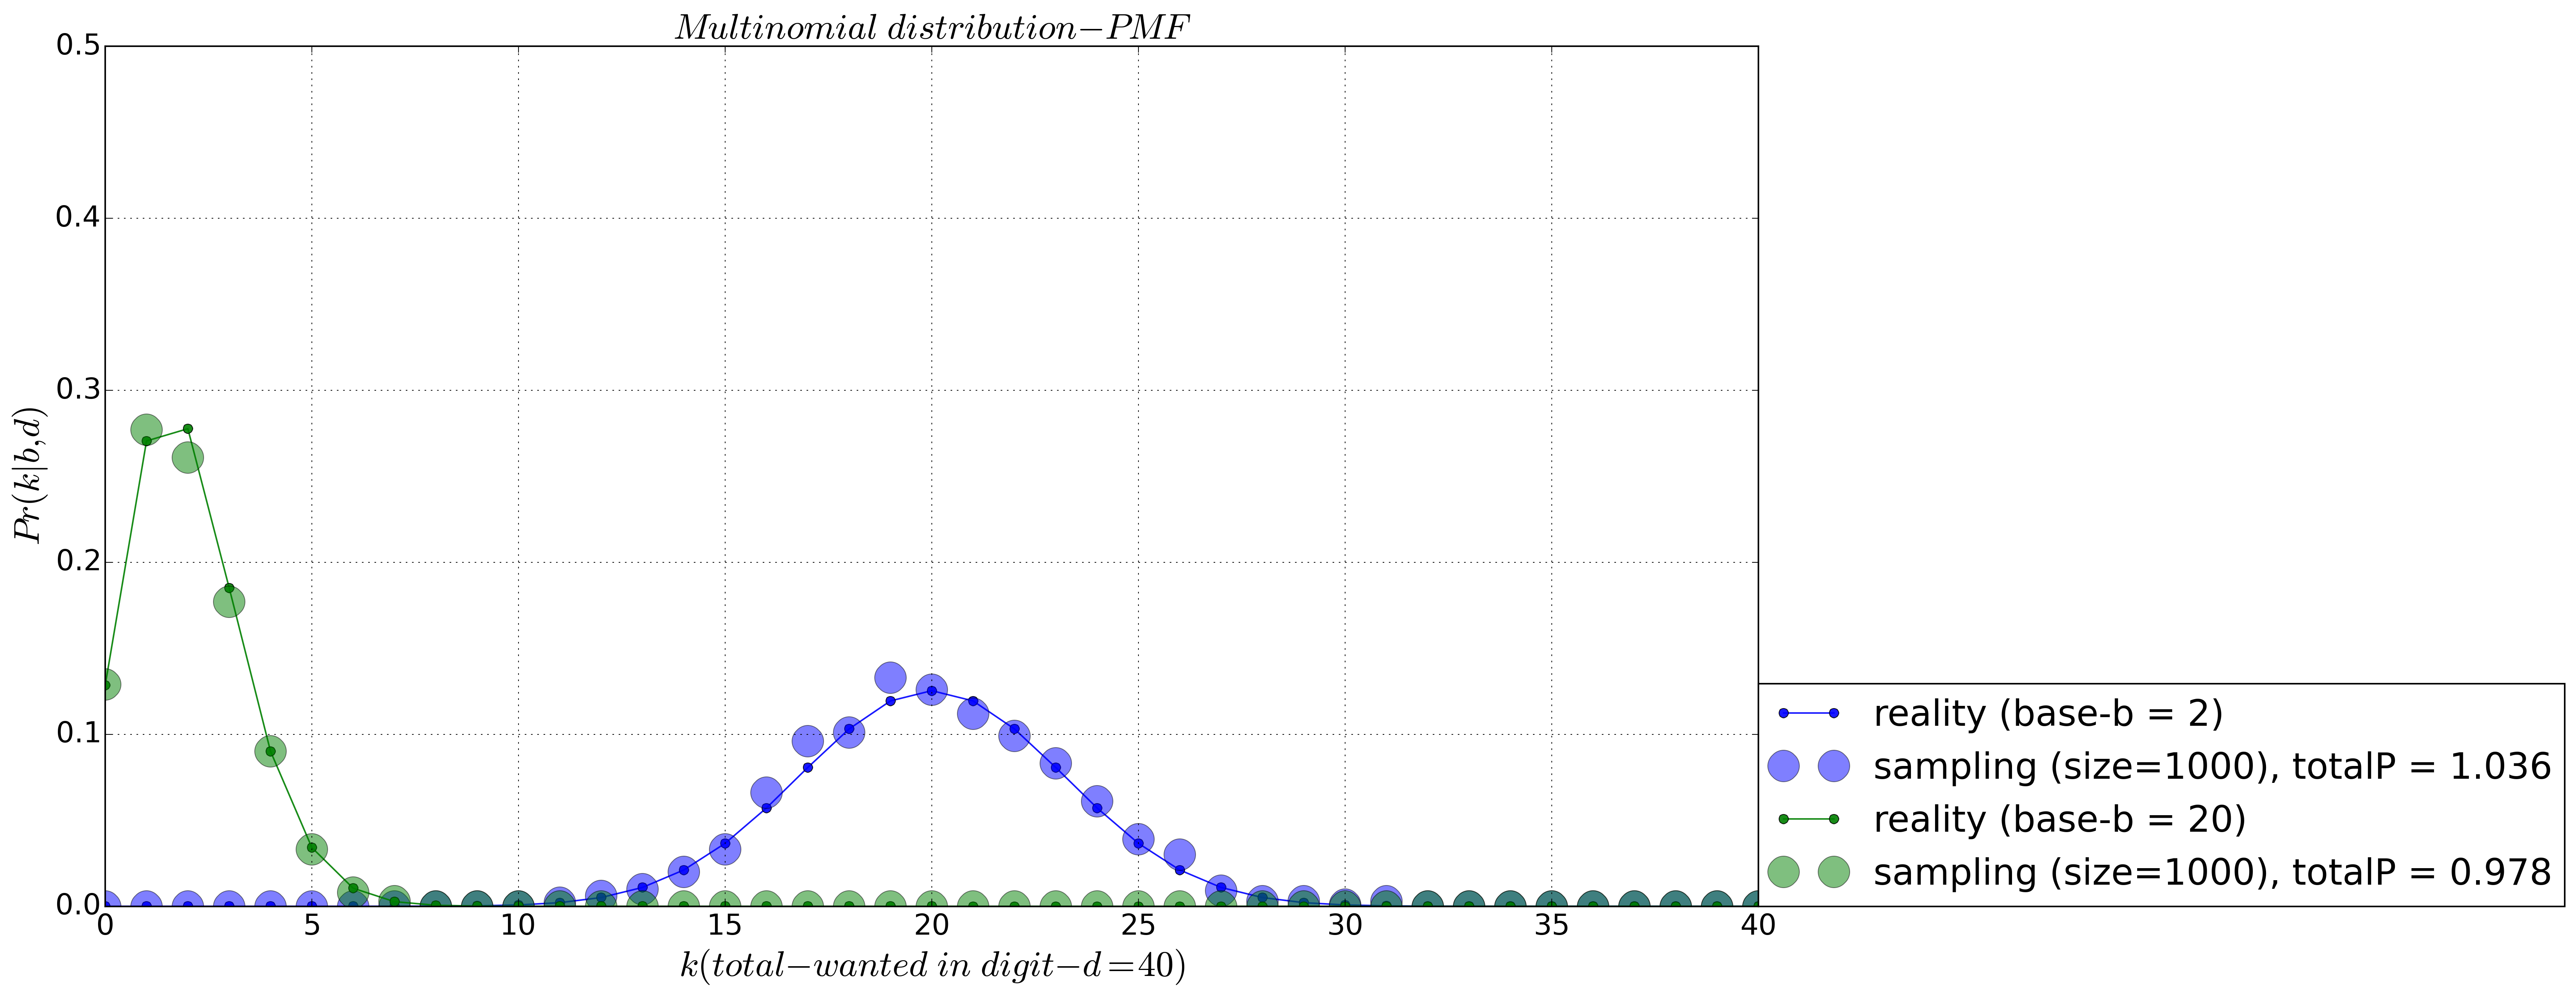 Multinomial distribution−PMF
0.5
0.4
0.3
0.2
0.1
0.0
Pr(k|b,d)
0 5 10 15 20 25 30 35 40
k(total−wanted in digit−d=40)
reality (base-b = 2)
sampling (size=1000), totalP = 1.036
reality (base-b = 20)
sampling (size=1000), totalP = 0.978